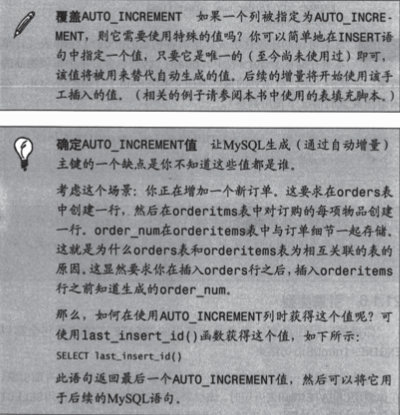 覆盖AUTO_INCREMENT 如果一个列被指定为AUTO_INCRE-
MENT，则它需要使用特殊的值吗？你可以简单地在INSERT语
句中指定一个值，只要它是唯一的（至今尚未使用过）即可，
该值将被用来替代自动生成的值。后续的增量将开始使用该手
工插入的值。（相关的例子请参阅本书中使用的表填充脚本。）
确定AUTO_INCREMENT值 让MySQL生成（通过自动增量）
主键的一个缺点是你不知道这些值都是谁。
考虑这个场景：你正在增加一个新订单。这要求在orders表
中创建一行，然后在orderitms表中对订购的每项物品创建
一行。order_num在orderitems表中与订单细节一起存储。
这就是为什么orders表和orderitems表为相互关联的表的
原因。这显然要求你在插入orders行之后，插入orderitems
行之前知道生成的order_num。
那么，如何在使用AUTO_INCREMENT列时获得这个值呢？可
使用last_insert_id()函数获得这个值，如下所示：
SELECT last_insert_id()
此语句返回最后一个AUTO_INCREMENT值，然后可以将它用
于后续的MySQL语句。